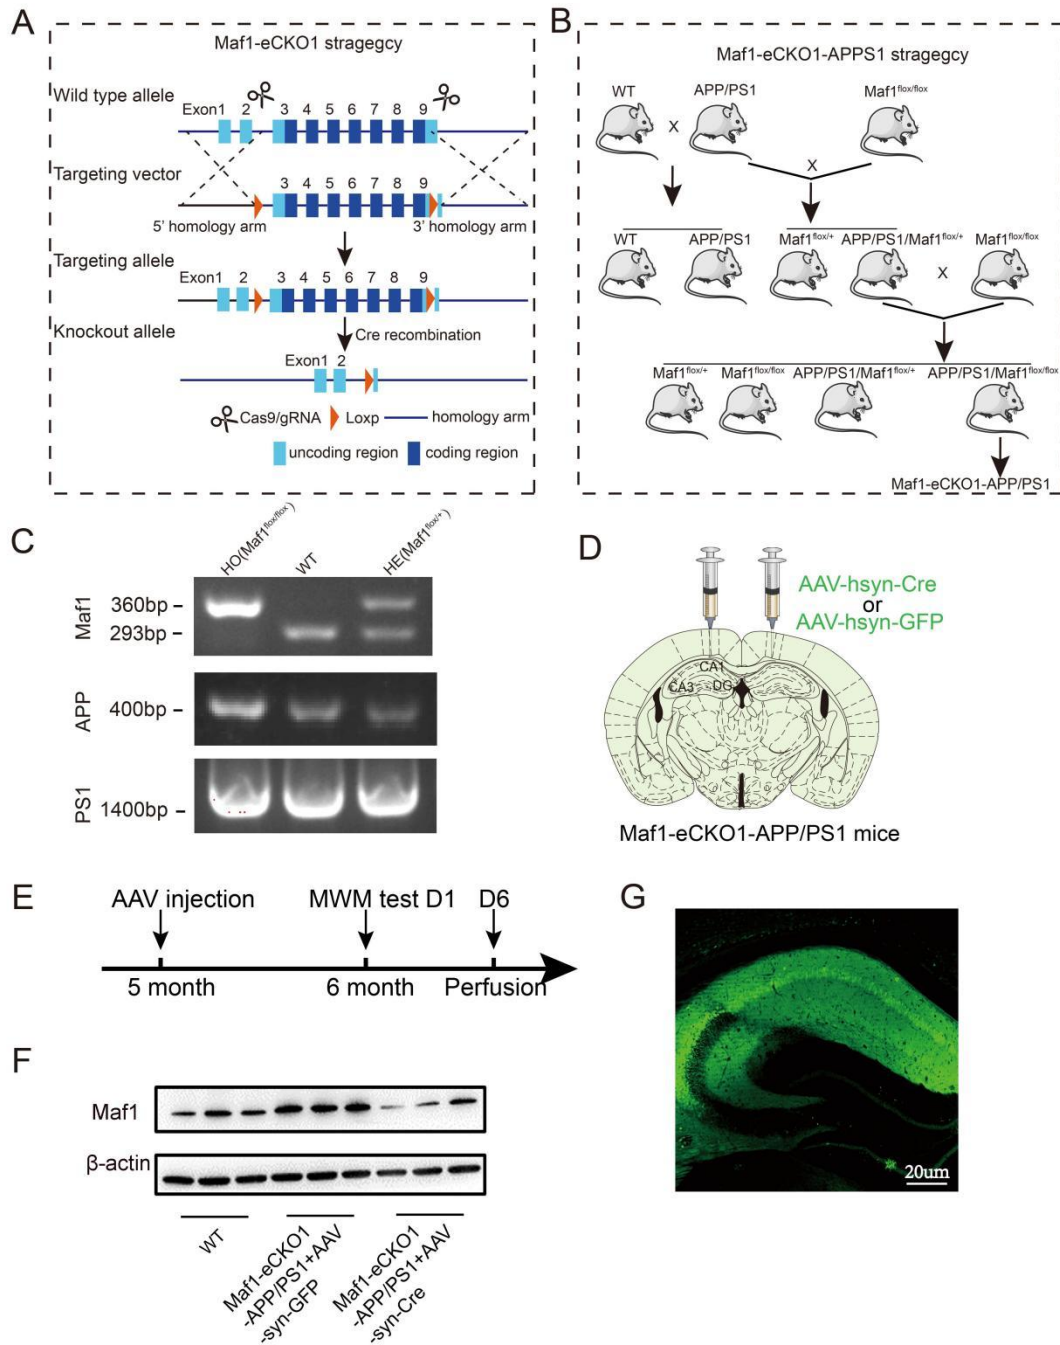 A
Maf1-eCKO1 stragegcy
Wild type allele
Exon1 2 3 4 5 6 7 8 9
Targeting vector
3 4 5 6 7 8 9
5' homology arm 3' homology arm
Targeting allele
Exon1 2 3 4 5 6 7 8 9
Knockout allele
Cre recombination
Exon1 2
Cas9/gRNA Loxp homology arm
uncoding region coding region
B
Maf1-eCKO1-APPS1 stragegcy
WT APP/PS1 Maf1flox/flox
X
X
WT APP/PS1 Maf1flox/+ APP/PS1/Maf1flox/+ Maf1flox/flox
X
Maf1flox/+ Maf1flox/flox APP/PS1/Maf1flox/+ APP/PS1/Maf1flox/flox
Maf1-eCKO1-APP/PS1
C
HO(Maf1flox/flox) WT HE(Maf1flox/+)
Maf1
360bp
293bp
APP
400bp
PS1
1400bp
D
AAV-hsyn-Cre
or
AAV-hsyn-GFP
CA1
CA3 DG
Maf1-eCKO1-APP/PS1 mice
E
AAV injection MWM test D1 D6
5 month 6 month Perfusion
F
Maf1
β-actin
WT
Maf1-eCKO1
-APP/PS1+AAV
-syn-GFP
Maf1-eCKO1
-APP/PS1+AAV
-syn-Cre
G
20um